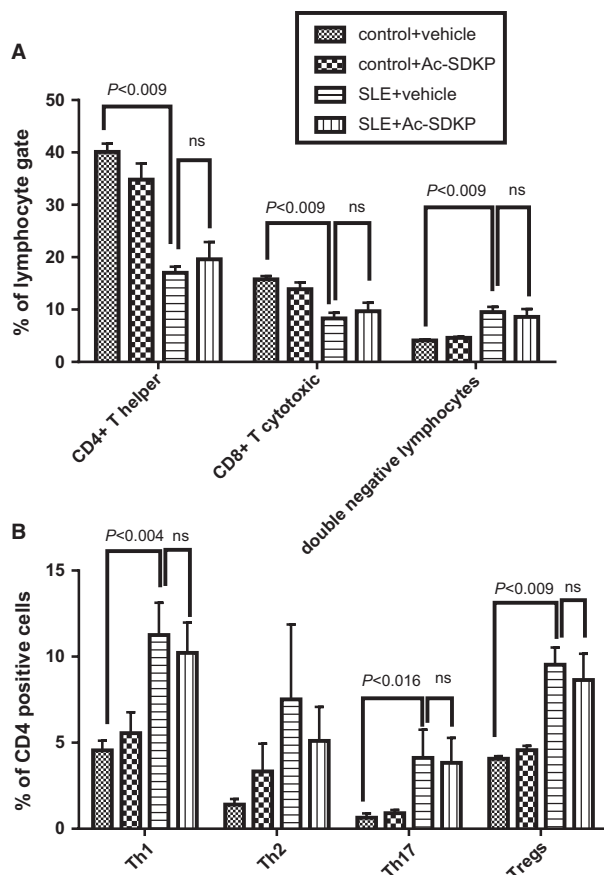 control+vehicle
control+Ac-SDKP
SLE+vehicle
SLE+Ac-SDKP
A
% of lymphocyte gate
50
40
30
20
10
0
P<0.009
ns
P<0.009
ns
P<0.009
ns
CD4+ T helper
CD8+ T cytotoxic
double negative lymphocytes
B
% of CD4 positive cells
15
10
5
0
P<0.004
ns
P<0.016
ns
P<0.009
ns
Th1
Th2
Th17
Tregs